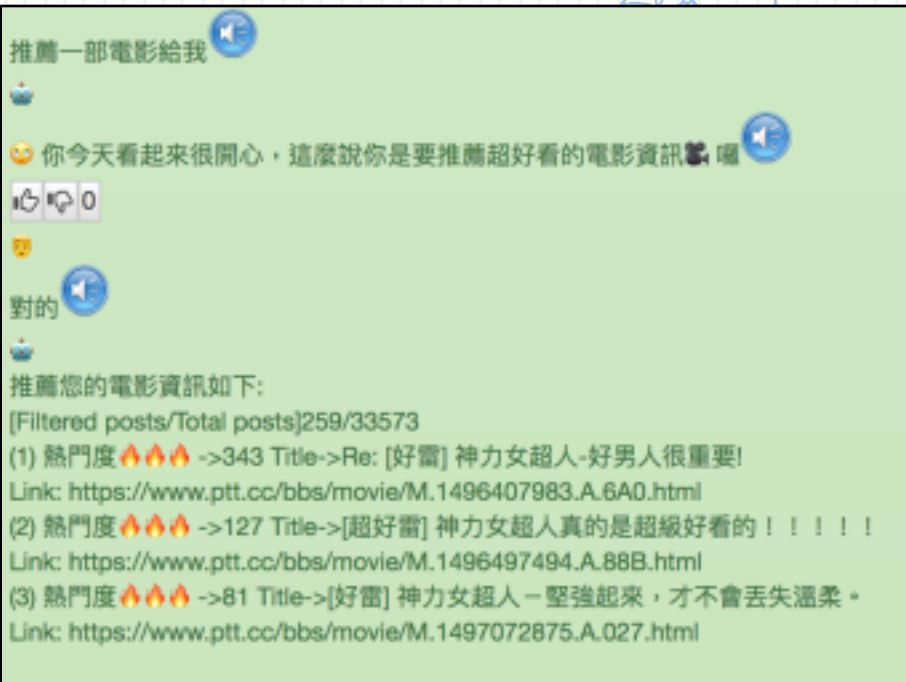 推薦一部電影給我
你今天看起來很開心，這麼說你是要推薦超好看的電影資訊🎥 囉
0
對的
推薦您的電影資訊如下:
[Filtered posts/Total posts]259/33573
(1) 熱門度🔥🔥🔥 ->343 Title->Re: [好雷] 神力女超人-好男人很重要!
Link: https://www.ptt.cc/bbs/movie/M.1496407983.A.6A0.html
(2) 熱門度🔥🔥🔥 ->127 Title->[超好雷] 神力女超人真的是超級好看的！！！！！
Link: https://www.ptt.cc/bbs/movie/M.1496497494.A.88B.html
(3) 熱門度🔥🔥🔥 ->81 Title->[好雷] 神力女超人－堅強起來，才不會丟失溫柔。
Link: https://www.ptt.cc/bbs/movie/M.1497072875.A.027.html